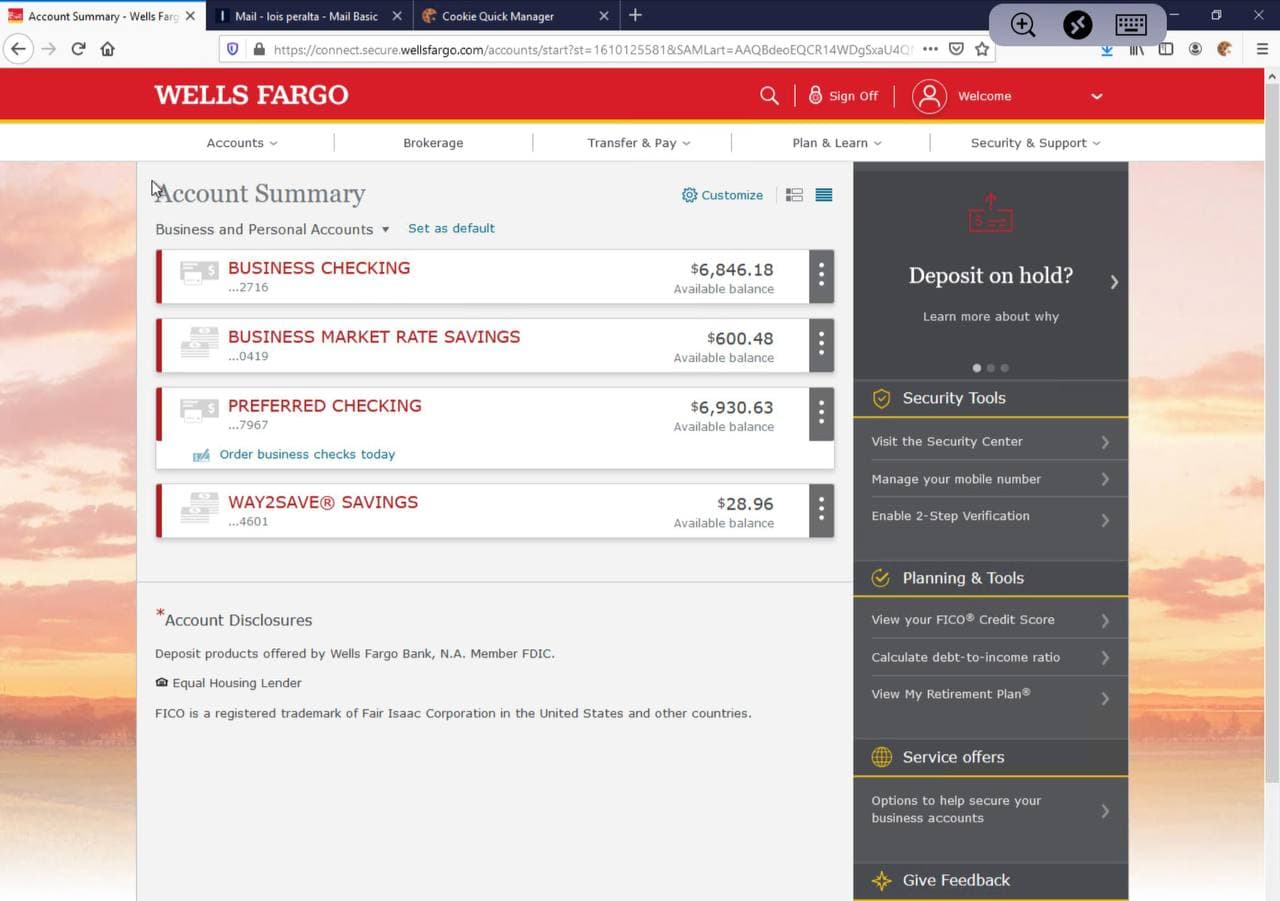 Account Summary - Wells Farg
Mail - lois peralta - Mail Basic
Cookie Quick Manager
https://connect.secure.wellsfargo.com/accounts/start?st=1610125581&SAMLart=AAQBdeoEQCR14WDgSxaU4Q
WELLS FARGO
Sign Off
Welcome
Accounts
Brokerage
Transfer & Pay
Plan & Learn
Security & Support
Account Summary
Customize
Business and Personal Accounts
Set as default
BUSINESS CHECKING
...2716
$6,846.18
Available balance
BUSINESS MARKET RATE SAVINGS
...0419
$600.48
Available balance
PREFERRED CHECKING
...7967
$6,930.63
Available balance
Order business checks today
WAY2SAVE® SAVINGS
...4601
$28.96
Available balance
*Account Disclosures
Deposit products offered by Wells Fargo Bank, N.A. Member FDIC.
Equal Housing Lender
FICO is a registered trademark of Fair Isaac Corporation in the United States and other countries.
Deposit on hold?
Learn more about why
Security Tools
Visit the Security Center
Manage your mobile number
Enable 2-Step Verification
Planning & Tools
View your FICO® Credit Score
Calculate debt-to-income ratio
View My Retirement Plan®
Service offers
Options to help secure your
business accounts
Give Feedback